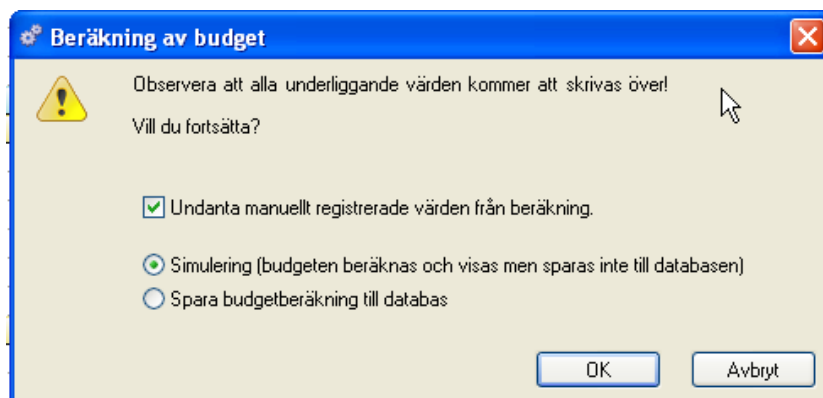 Beräkning av budget
Observera att alla underliggande värden kommer att skrivas över!
Vill du fortsätta?
Undanta manuellt registrerade värden från beräkning.
Simulering (budgeten beräknas och visas men sparas inte till databasen)
Spara budgetberäkning till databas
OK
Avbryt